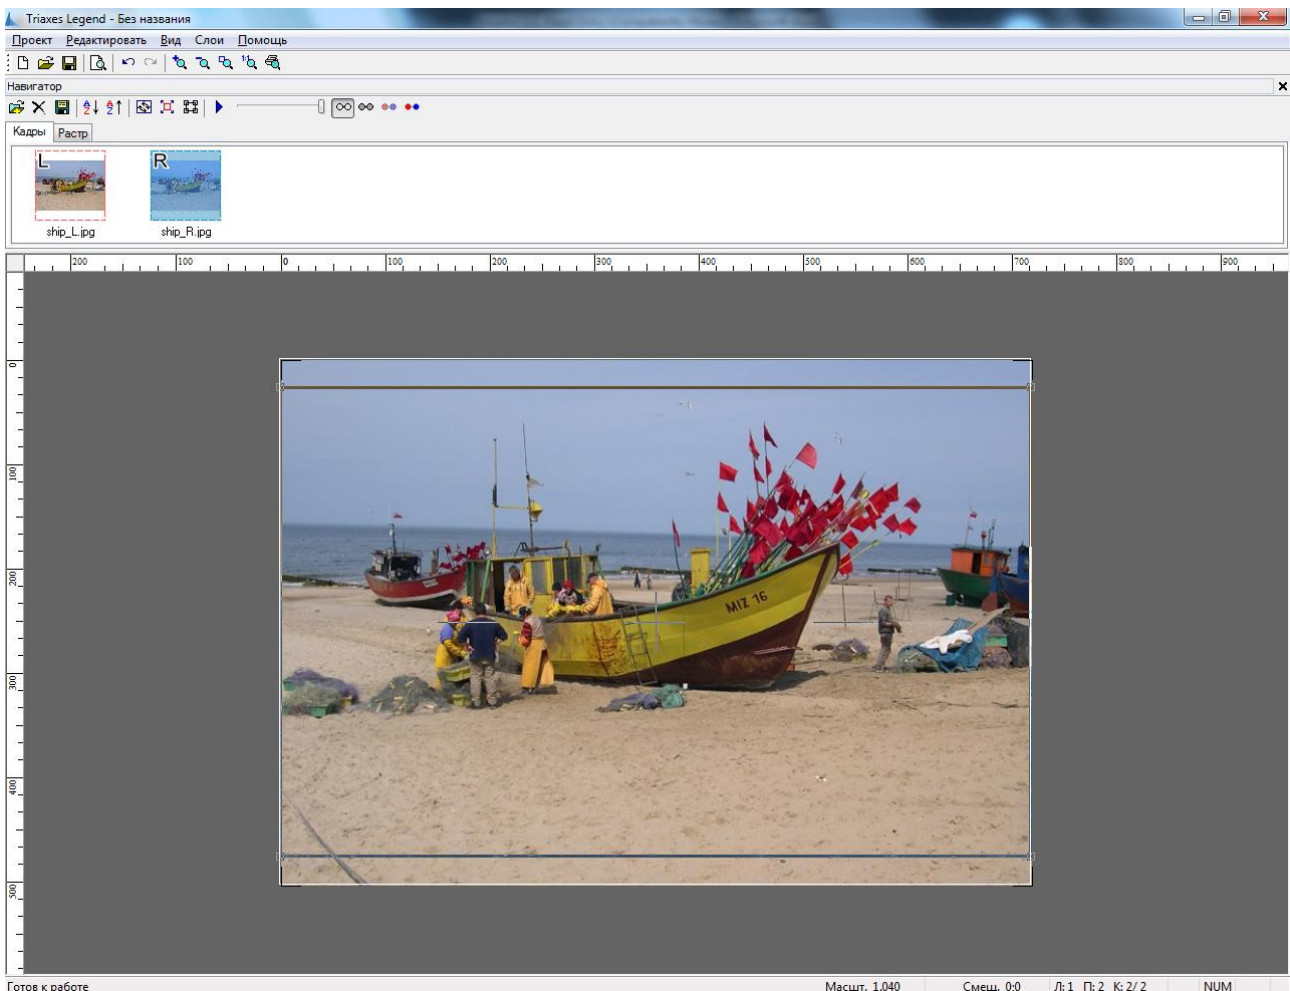 Triaxes Legend - Без названия
Проект Редактировать Вид Слои Помощь
Навигатор
Кадры Растр
L R
ship_L.jpg ship_R.jpg
200 100 0 100 200 300 400 500 600 700 800 900
0
100
200
300
400
500
MIZ 16
Готов к работе Масшт. 1.040 Смещ. 0:0 Л: 1 П: 2 К: 2/ 2 NUM